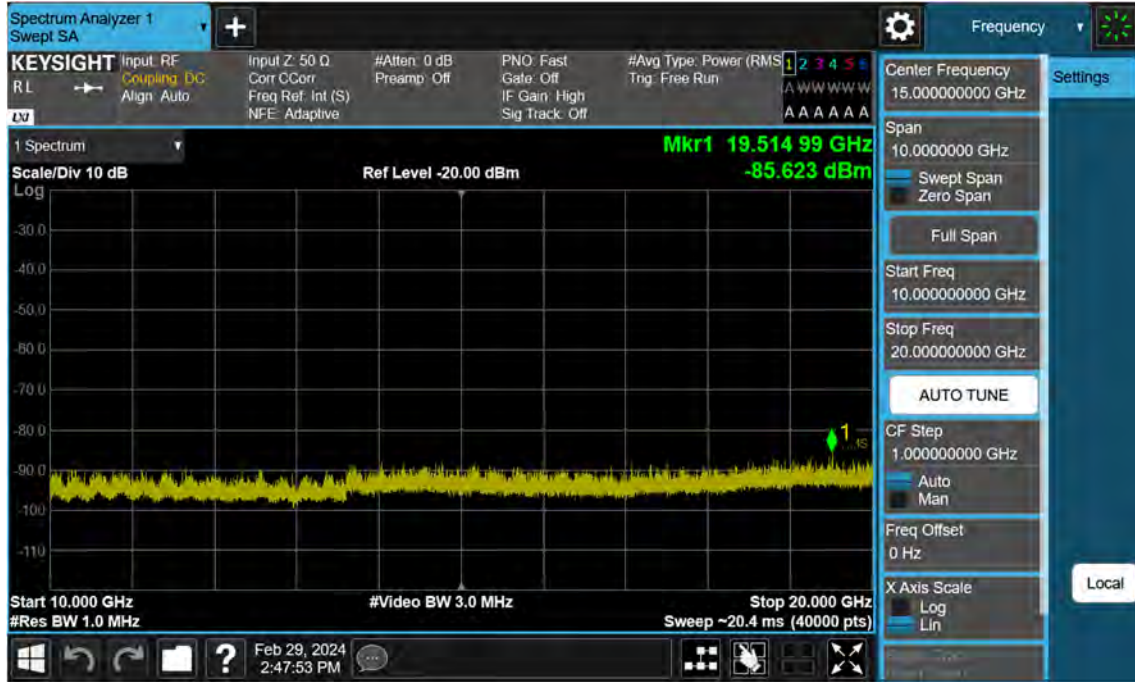 Spectrum Analyzer 1
Swept SA
Frequency
KEYSIGHT
RL
LXI
Input: RF
Coupling: DC
Align: Auto
Input Z: 50 Ω
Corr CCorr
Freq Ref: Int (S)
NFE: Adaptive
#Atten: 0 dB
Preamp: Off
PNO: Fast
Gate: Off
IF Gain: High
Sig Track: Off
#Avg Type: Power (RMS
Trig: Free Run
1 2 3 4 5 6
A W W W W W
A A A A A A
1 Spectrum
Scale/Div 10 dB
Log
Ref Level -20.00 dBm
Mkr1 19.514 99 GHz
-85.623 dBm
-30.0
-40.0
-50.0
-60.0
-70.0
-80.0
-90.0
-100
-110
1
Start 10.000 GHz
#Res BW 1.0 MHz
#Video BW 3.0 MHz
Stop 20.000 GHz
Sweep ~20.4 ms (40000 pts)
Center Frequency
15.000000000 GHz
Span
10.0000000 GHz
Swept Span
Zero Span
Full Span
Start Freq
10.000000000 GHz
Stop Freq
20.000000000 GHz
AUTO TUNE
CF Step
1.000000000 GHz
Auto
Man
Freq Offset
0 Hz
X Axis Scale
Log
Lin
Settings
Local
?
Feb 29, 2024
2:47:53 PM